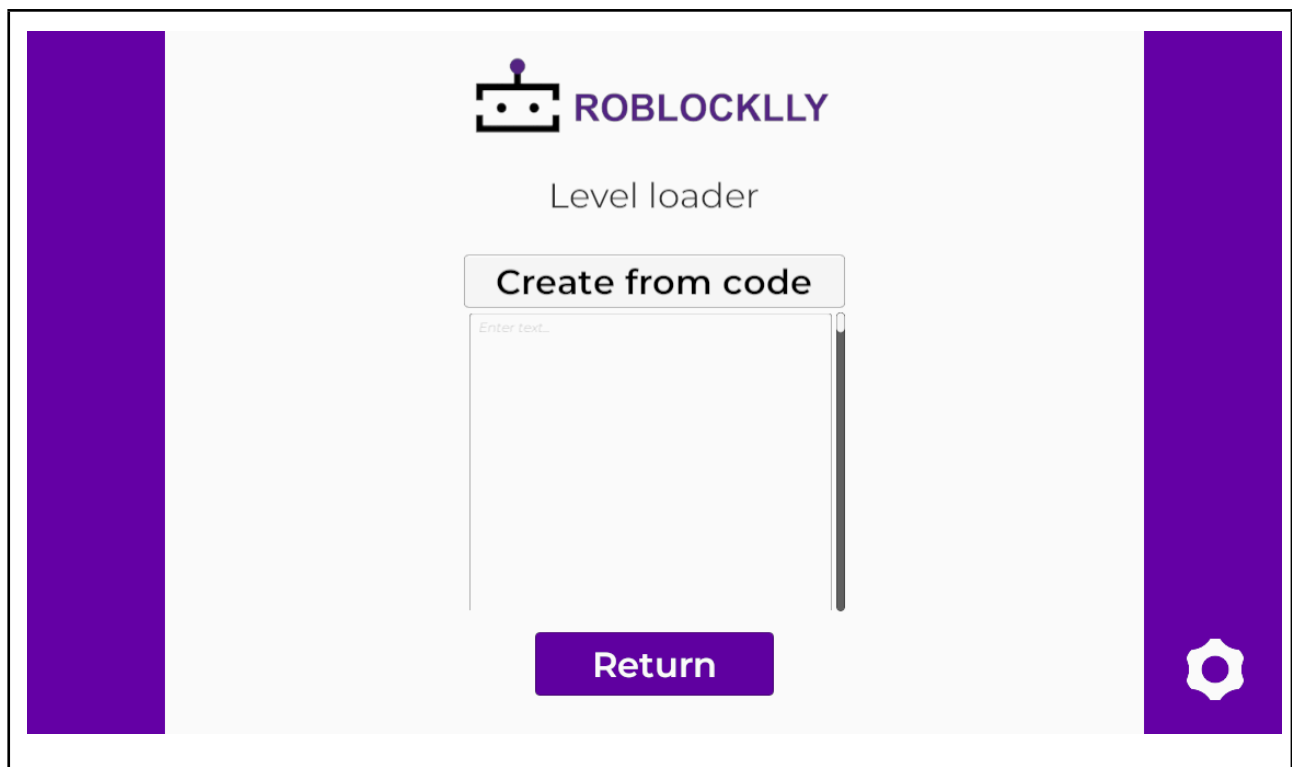 ROBLOCKLLY
Level loader
Create from code
Enter text...
Return